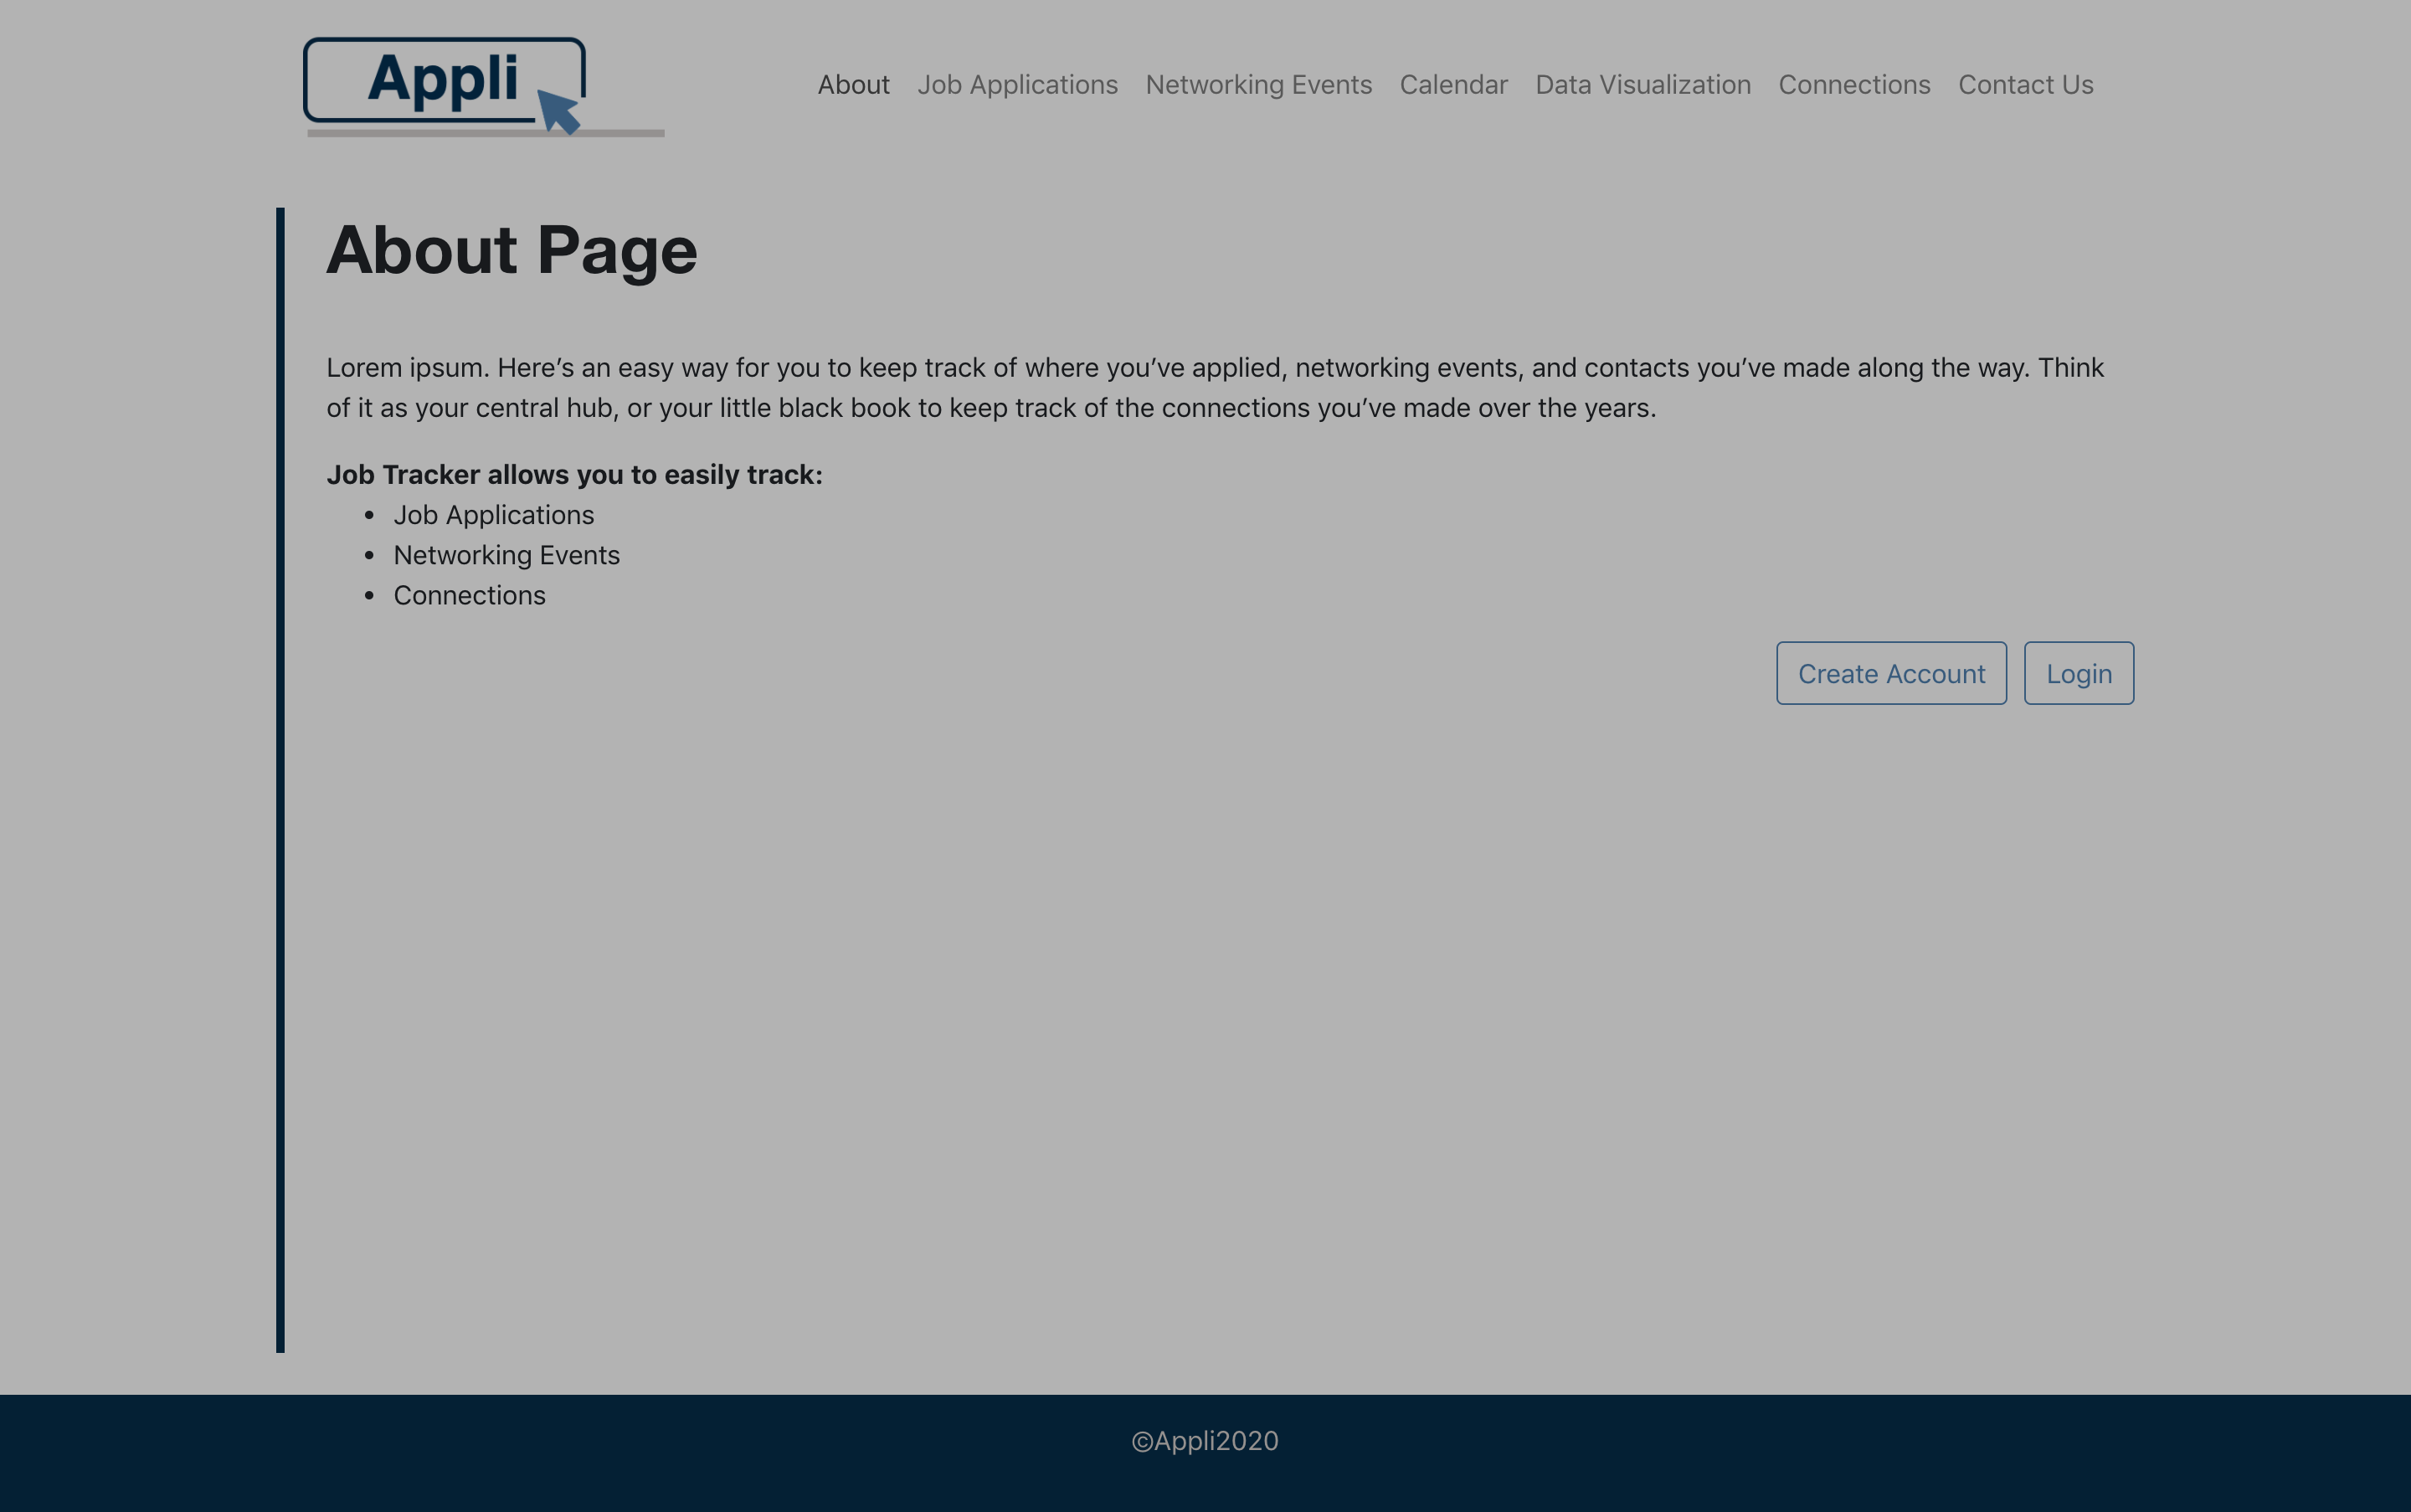 Appli
About Job Applications Networking Events Calendar Data Visualization Connections Contact Us
About Page
Lorem ipsum. Here’s an easy way for you to keep track of where you’ve applied, networking events, and contacts you’ve made along the way. Think
of it as your central hub, or your little black book to keep track of the connections you’ve made over the years.
Job Tracker allows you to easily track:
• Job Applications
• Networking Events
• Connections
Create Account Login
©Appli2020